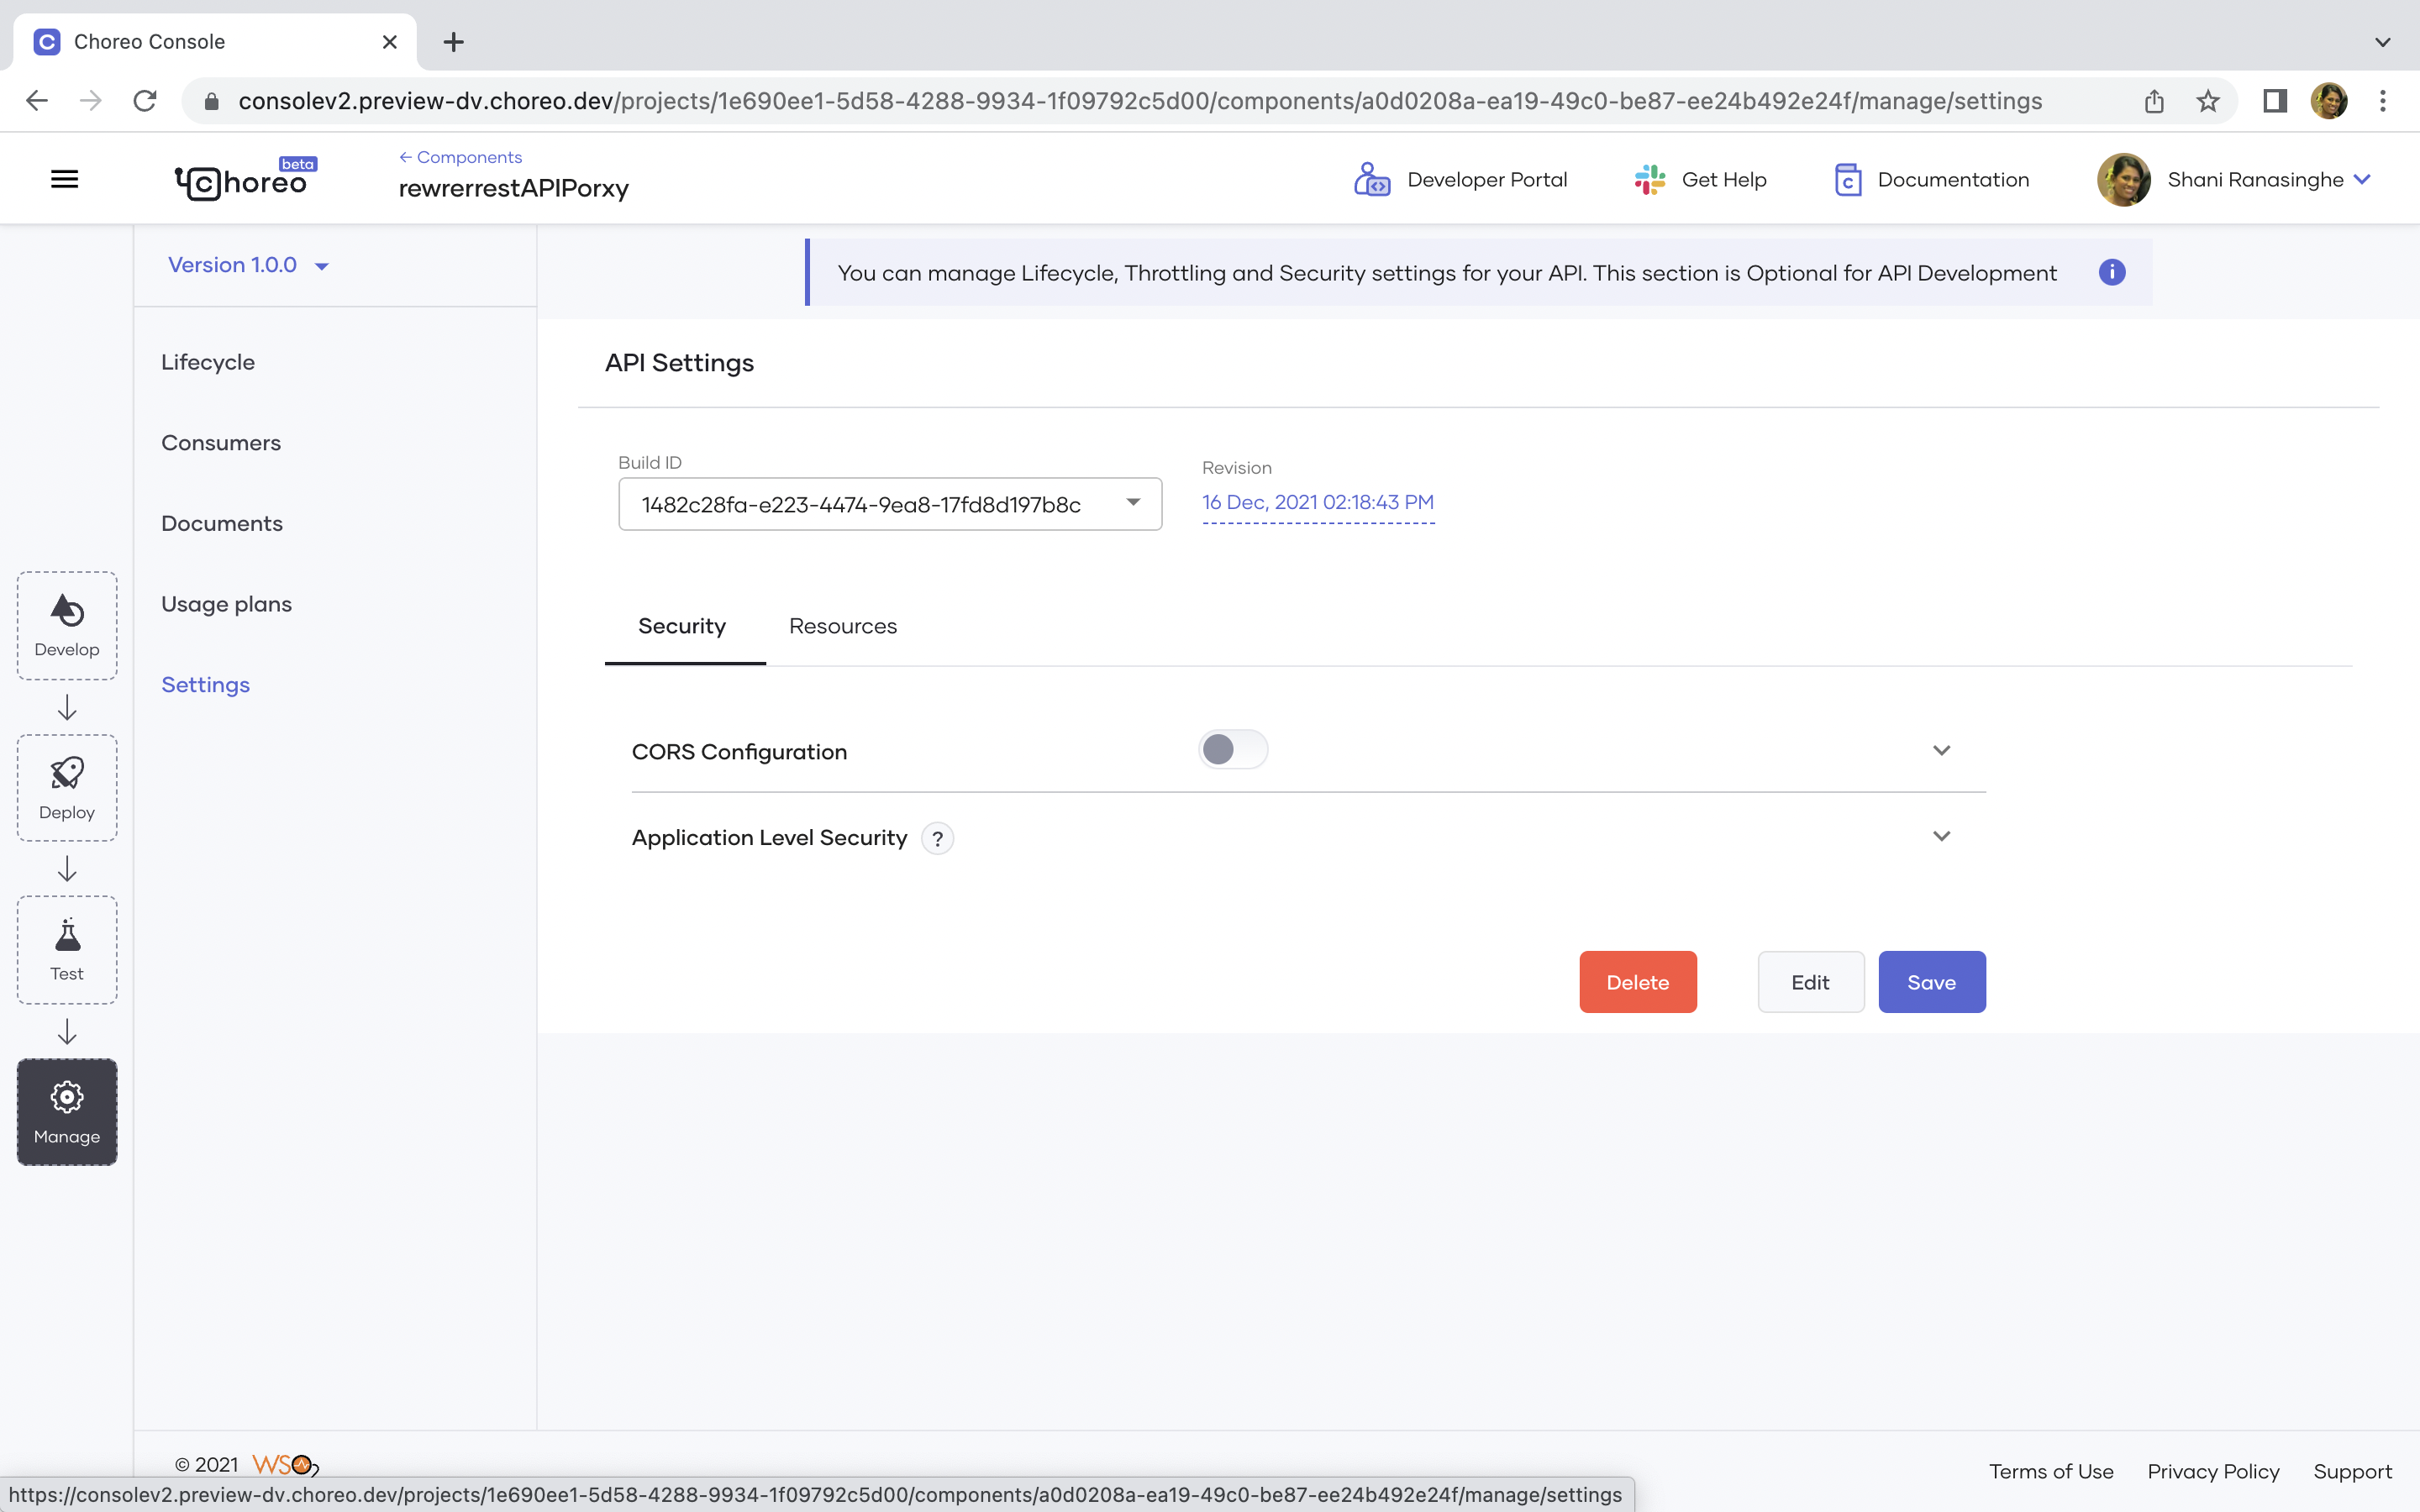 Choreo Console
consolev2.preview-dv.choreo.dev/projects/1e690ee1-5d58-4288-9934-1f09792c5d00/components/a0d0208a-ea19-49c0-be87-ee24b492e24f/manage/settings
Choreo beta
← Components
rewrerrestAPIPorxy
Developer Portal
Get Help
Documentation
Shani Ranasinghe
Version 1.0.0
You can manage Lifecycle, Throttling and Security settings for your API. This section is Optional for API Development
Lifecycle
Consumers
Documents
Usage plans
Settings
Develop
Deploy
Test
Manage
API Settings
Build ID
1482c28fa-e223-4474-9ea8-17fd8d197b8c
Revision
16 Dec, 2021 02:18:43 PM
Security
Resources
CORS Configuration
Application Level Security ?
Delete
Edit
Save
© 2021 WSO2
Terms of Use
Privacy Policy
Support
https://consolev2.preview-dv.choreo.dev/projects/1e690ee1-5d58-4288-9934-1f09792c5d00/components/a0d0208a-ea19-49c0-be87-ee24b492e24f/manage/settings